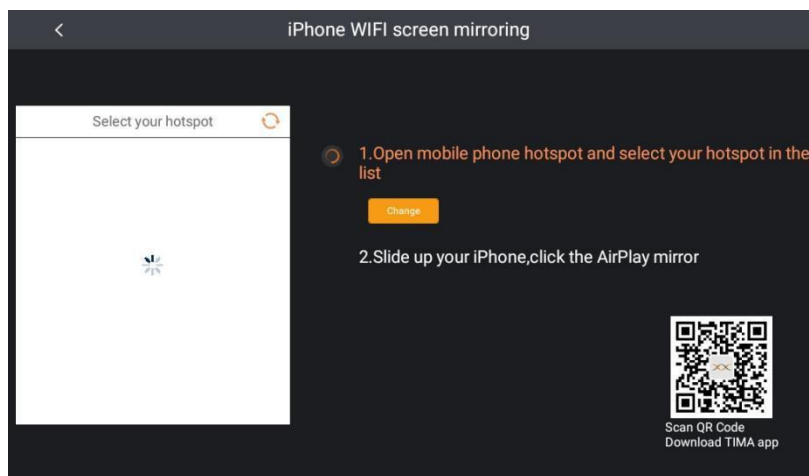 iPhone WIFI screen mirroring
Select your hotspot
1.Open mobile phone hotspot and select your hotspot in the
list
Change
2.Slide up your iPhone,click the AirPlay mirror
Scan QR Code
Download TIMA app